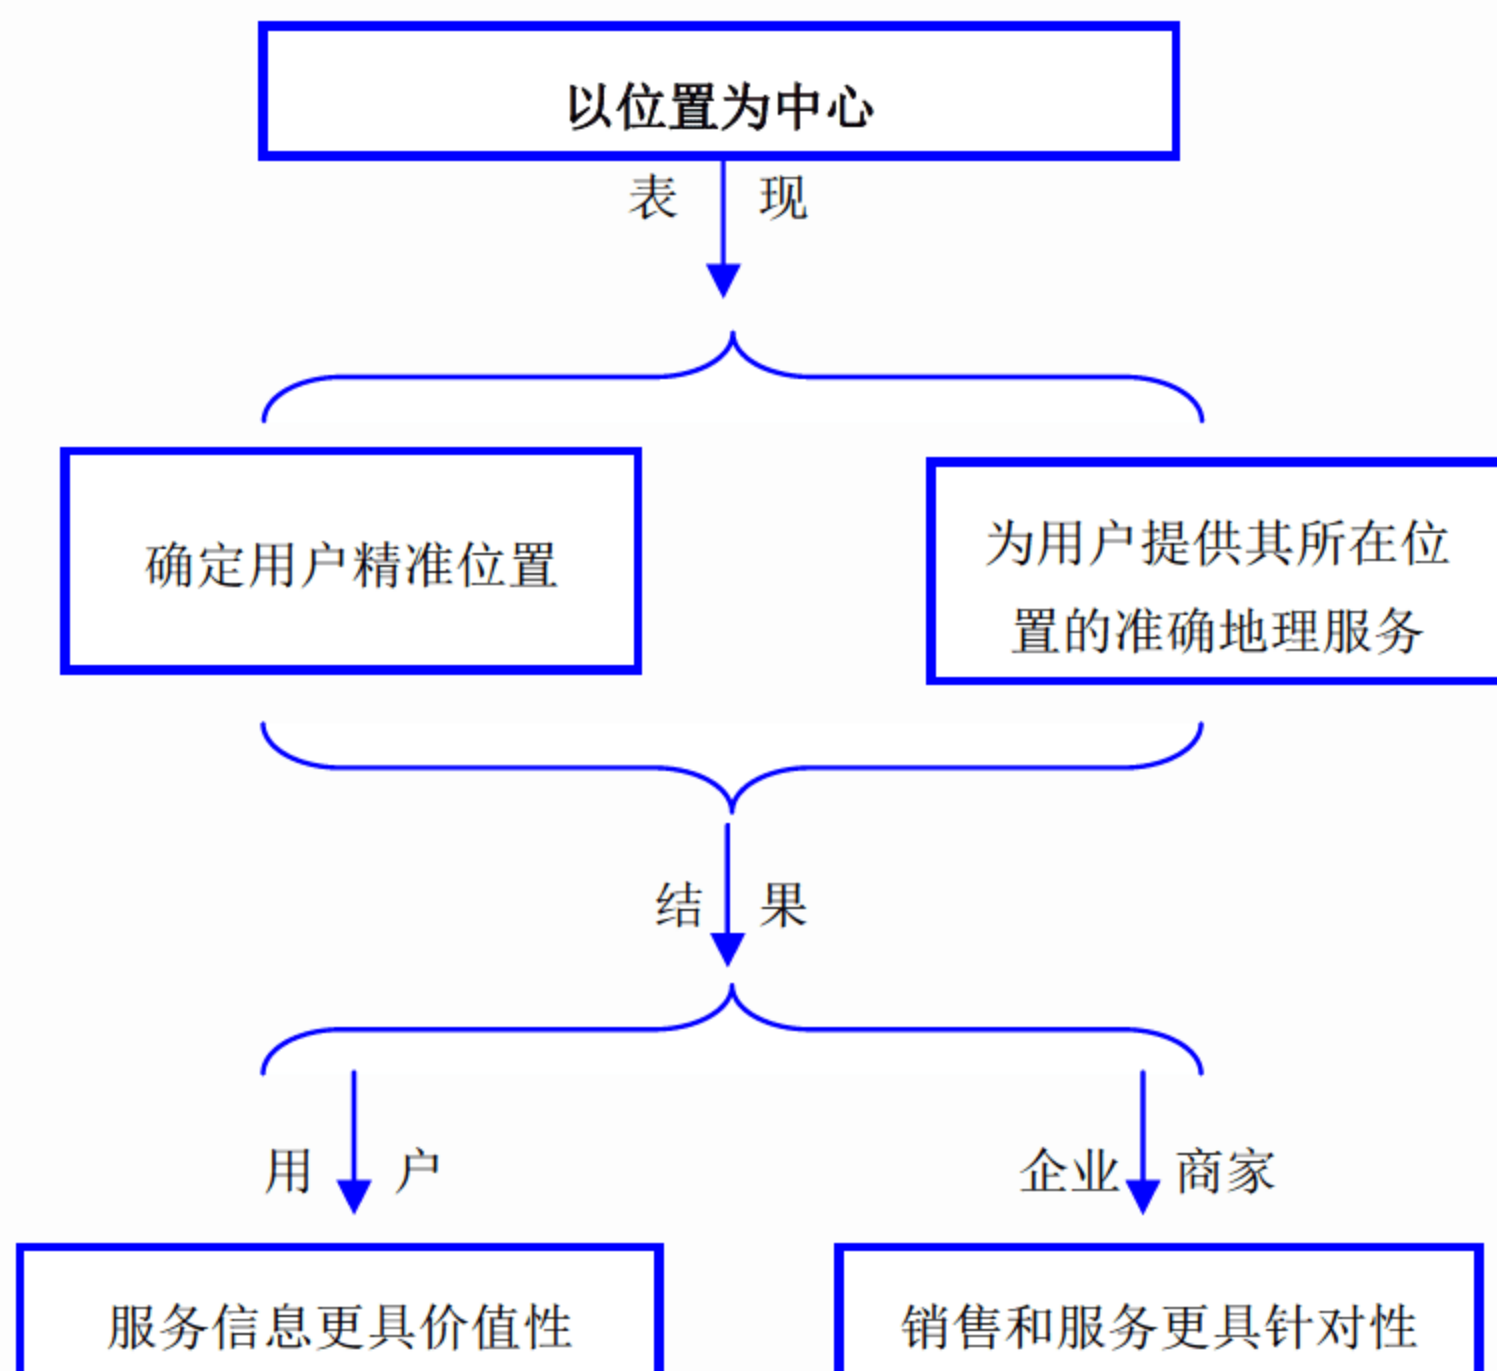 以位置为中心
表 现
确定用户精准位置
为用户提供其所在位
置的准确地理服务
结 果
用 户
企业 商家
服务信息更具价值性
销售和服务更具针对性